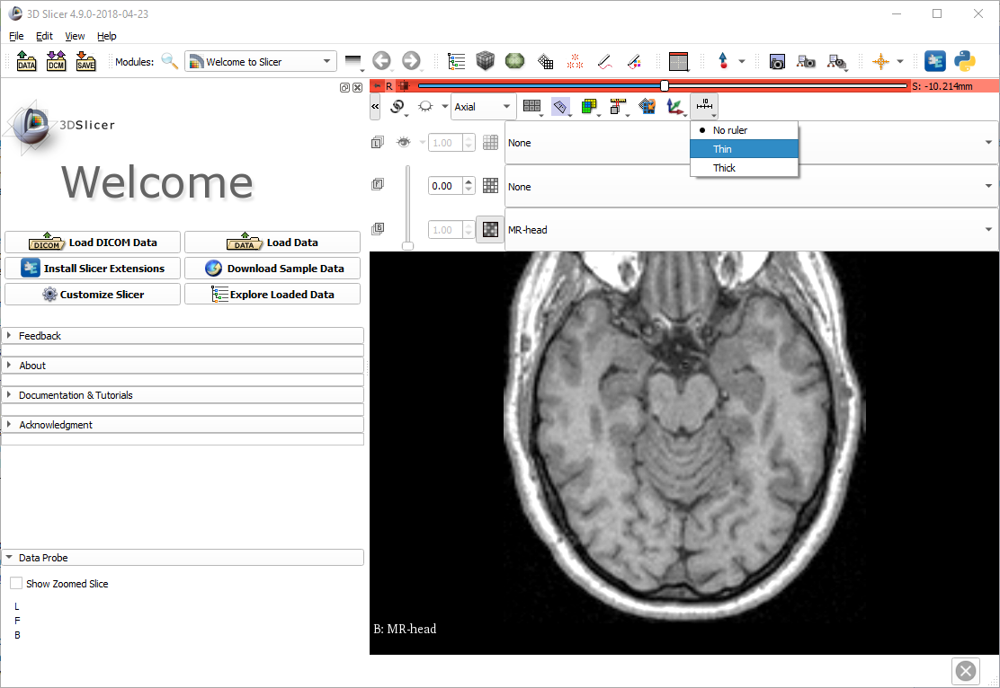 3D Slicer 4.9.0-2018-04-23
File Edit View Help
DATA DCM SAVE Modules: Welcome to Slicer
R S: -10.214mm
3DSlicer
Welcome
Axial 10
No ruler
Thin
Thick
L 1.00 None
F 0.00 None
B 1.00 MR-head
DICOM Load DICOM Data DATA Load Data
Install Slicer Extensions Download Sample Data
Customize Slicer Explore Loaded Data
Feedback
About
Documentation & Tutorials
Acknowledgment
Data Probe
Show Zoomed Slice
L
F
B
B: MR-head